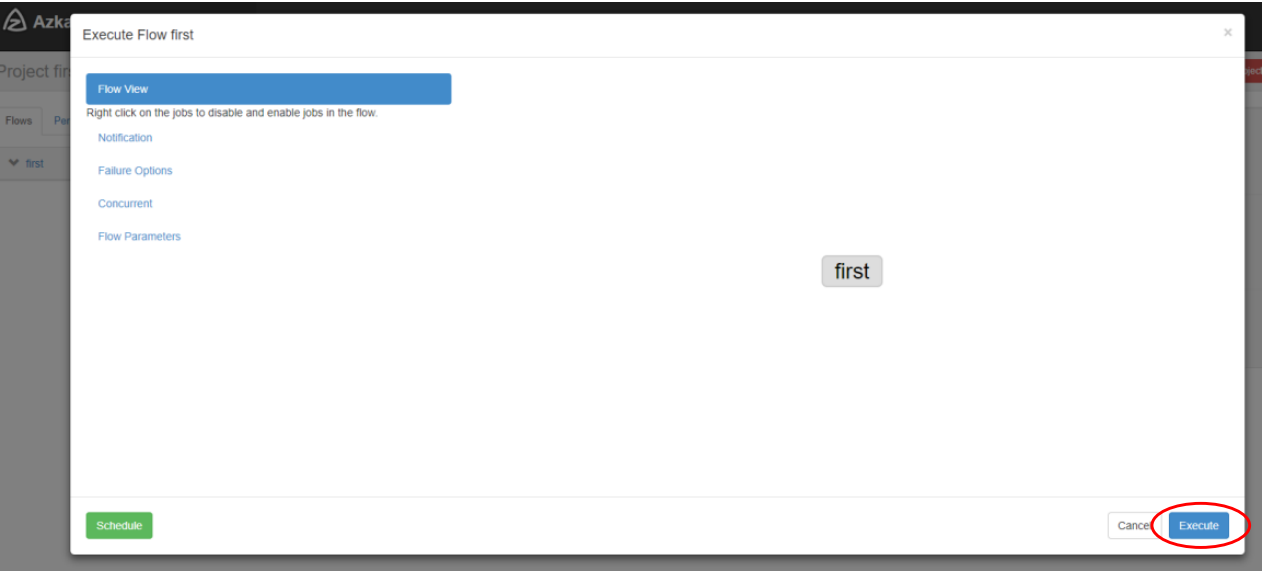 Azka
Execute Flow first
×
Project fir
ject
Flow View
Right click on the jobs to disable and enable jobs in the flow.
Flows Per
Notification
first
Failure Options
Concurrent
Flow Parameters
first
Schedule
Cancel
Execute